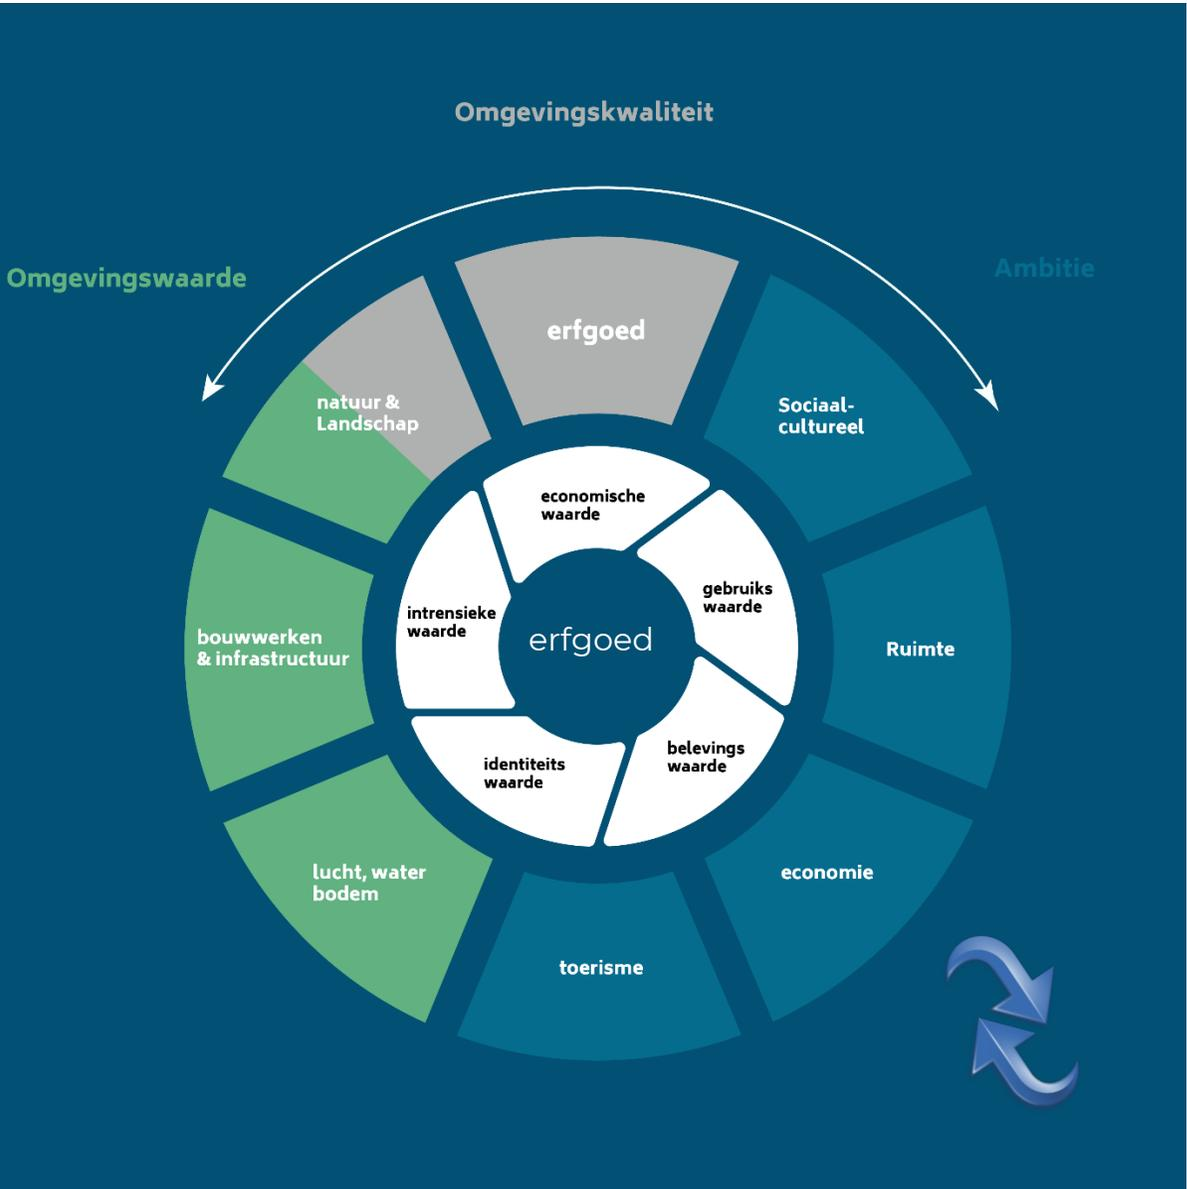 Omgevingskwaliteit
Omgevingswaarde
Ambitie
erfgoed
natuur &
Landschap
Sociaal-
cultureel
economische
waarde
gebruiks
waarde
intrensieke
waarde
erfgoed
bouwwerken
& infrastructuur
Ruimte
belevings
waarde
identiteits
waarde
lucht, water
bodem
economie
toerisme